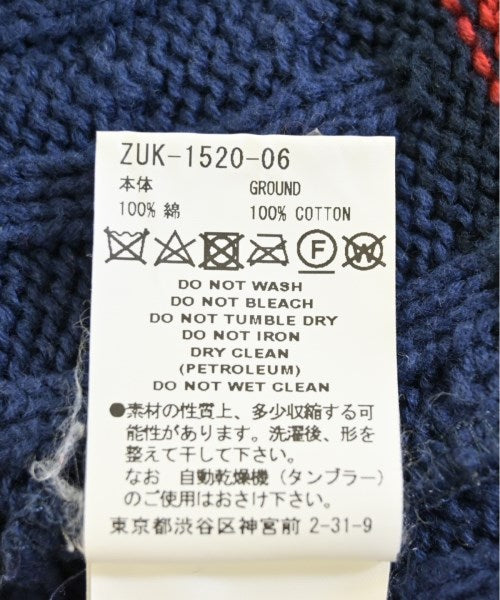 ZUK-1520-06
本体 GROUND
100% 綿 100% COTTON
F W
DO NOT WASH
DO NOT BLEACH
DO NOT TUMBLE DRY
DO NOT IRON
DRY CLEAN
(PETROLEUM)
DO NOT WET CLEAN
●素材の性質上、多少収縮する可
能性があります。洗濯後、形を
整えて干して下さい。
なお 自動乾燥機（タンブラー）
のご使用はおさけ下さい。
東京都渋谷区神宮前 2-31-9